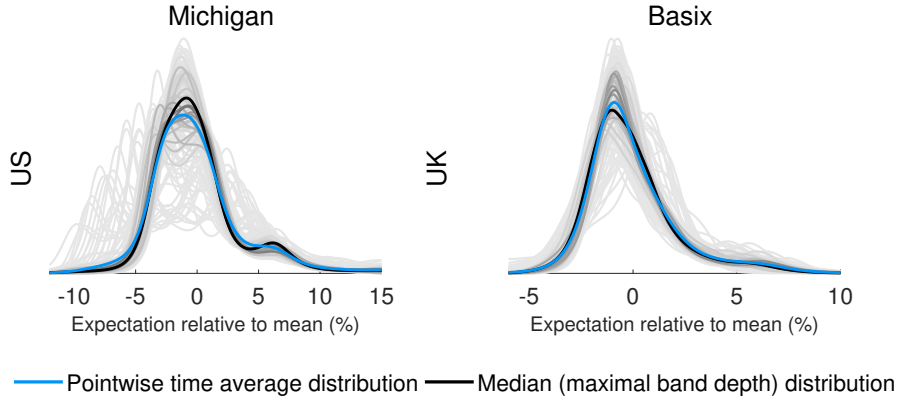 Michigan
Basix
US
UK
-10 -5 0 5 10 15
-5 0 5 10
Expectation relative to mean (%)
Expectation relative to mean (%)
Pointwise time average distribution Median (maximal band depth) distribution